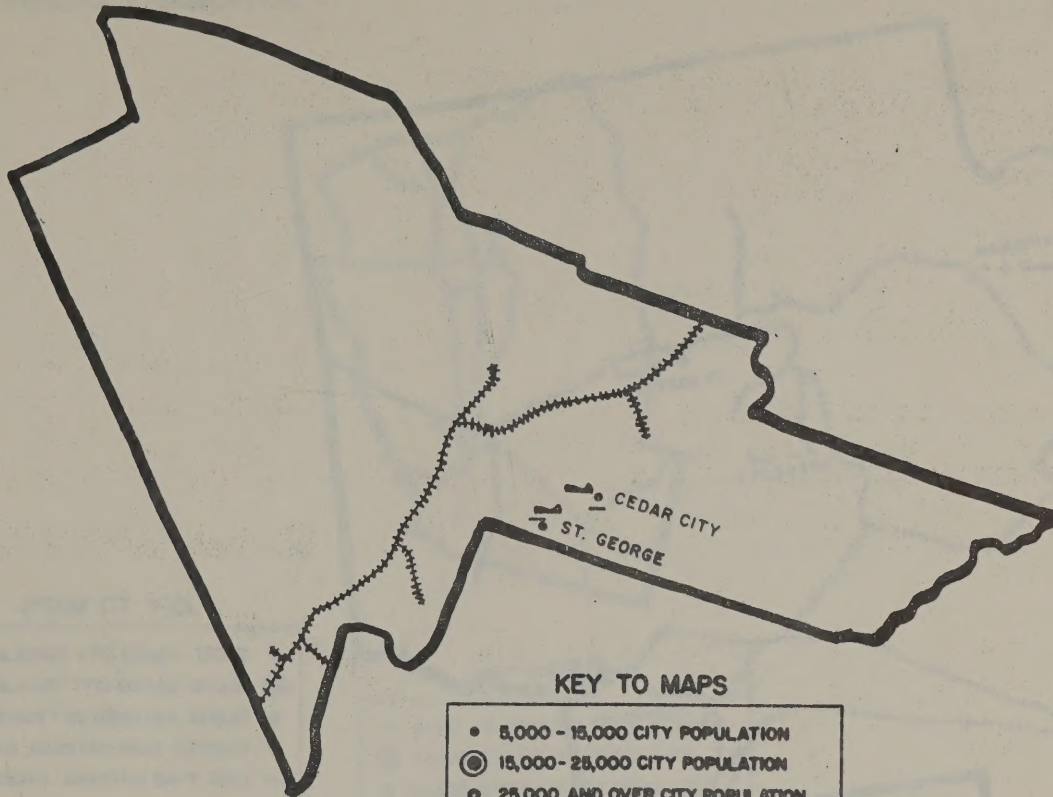 CEDAR CITY
ST. GEORGE
KEY TO MAPS
5,000 - 15,000 CITY POPULATION
15,000 - 25,000 CITY POPULATION
25,000 AND OVER CITY POPULATION